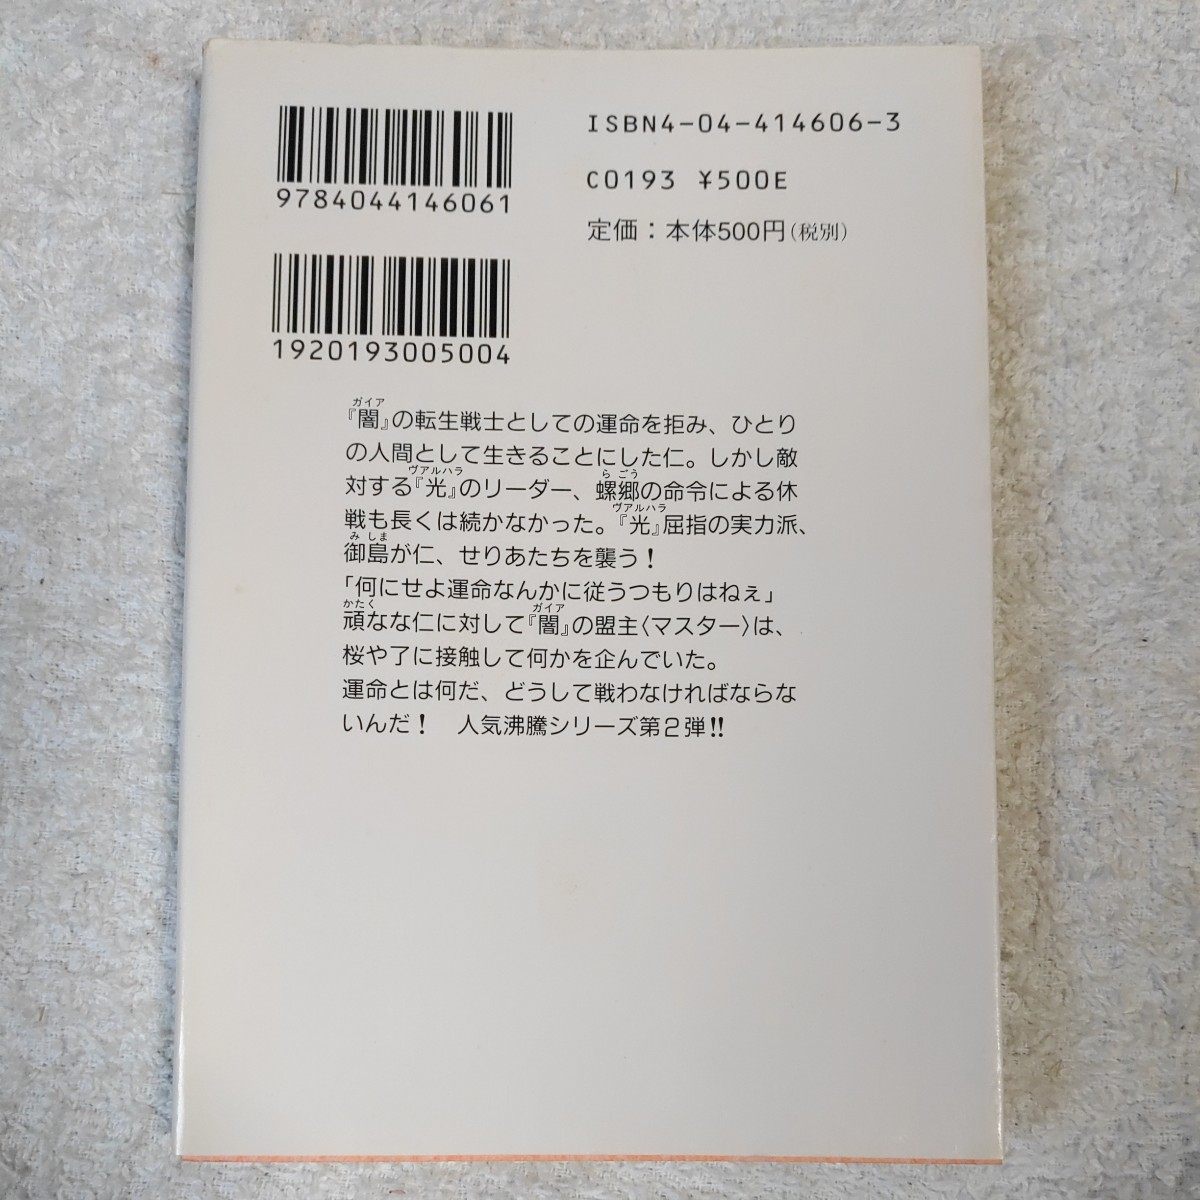 9784044146061
ISBN4-04-414606-3
C0193 ¥500E
定価：本体500円（税別）
1920193005004
ガイア
『闇』の転生戦士としての運命を拒み、ひとり
の人間として生きることにした仁。しかし敵
ヴァルハラ らごう
対する『光』のリーダー、螺郷の命令による休
ヴァルハラ
戦も長くは続かなかった。『光』屈指の実力派、
みしま
御島が仁、せりあたちを襲う！
「何にせよ運命なんかに従うつもりはねぇ」
かたく ガイア
頑なな仁に対して『闇』の盟主〈マスター〉は、
桜や了に接触して何かを企んでいた。
運命とは何だ、どうして戦わなければならな
いんだ！　人気沸騰シリーズ第２弾!!